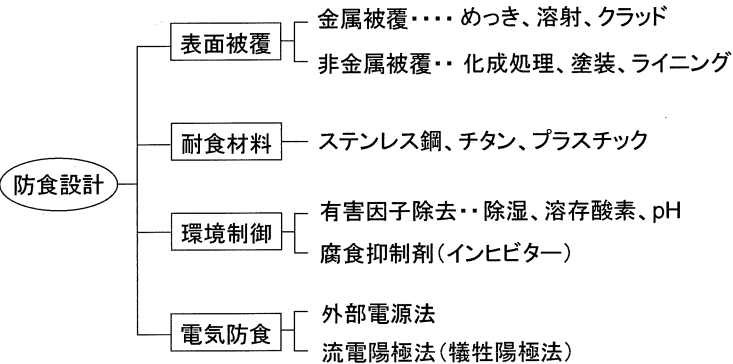 防食設計
表面被覆
金属被覆････めっき、溶射、クラッド
非金属被覆･･化成処理、塗装、ライニング
耐食材料
ステンレス鋼、チタン、プラスチック
環境制御
有害因子除去･･除湿、溶存酸素、pH
腐食抑制剤(インヒビター)
電気防食
外部電源法
流電陽極法(犠牲陽極法)